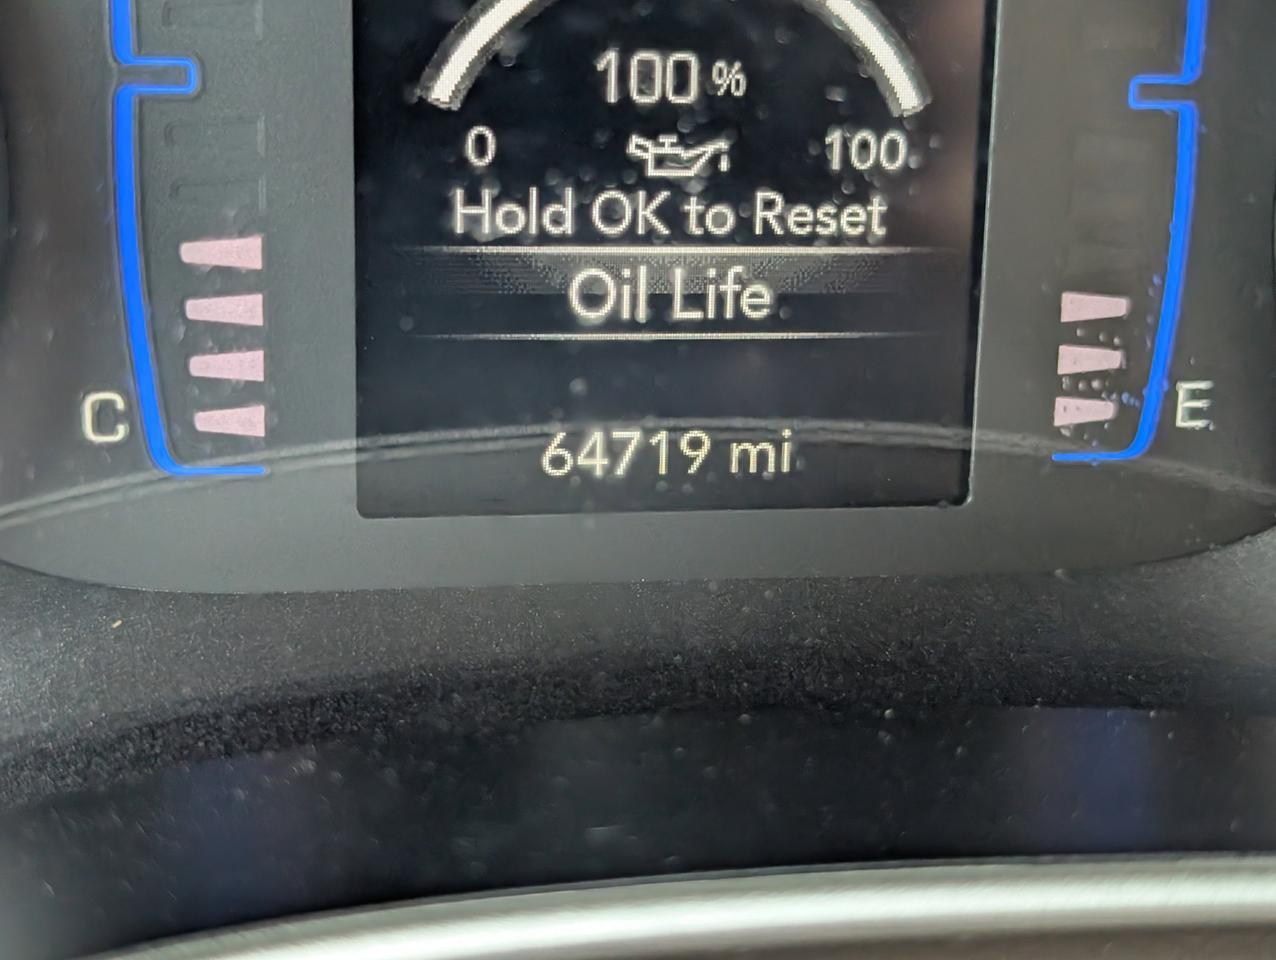 100 %
0 100
Hold OK to Reset
Oil Life
C E
64719 mi